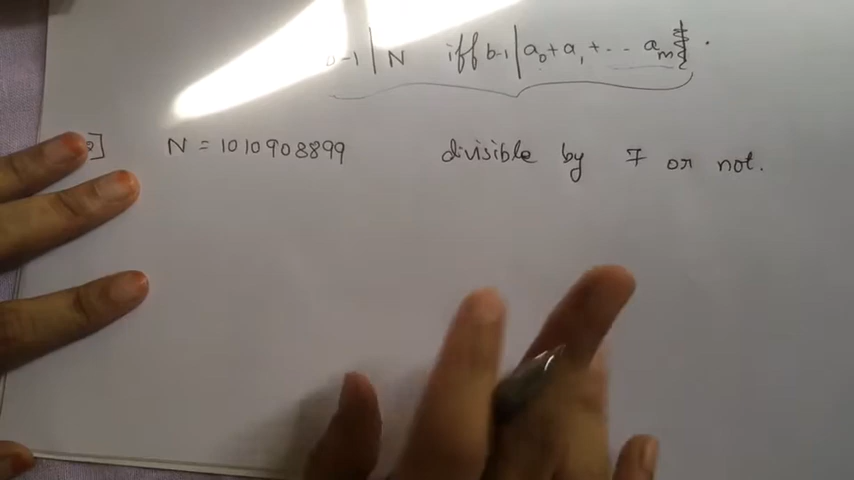 -1 | N iff b-1 | a₀ + a₁ + ... aₘ}.
] N = 1010908899 divisible by 7 or not.